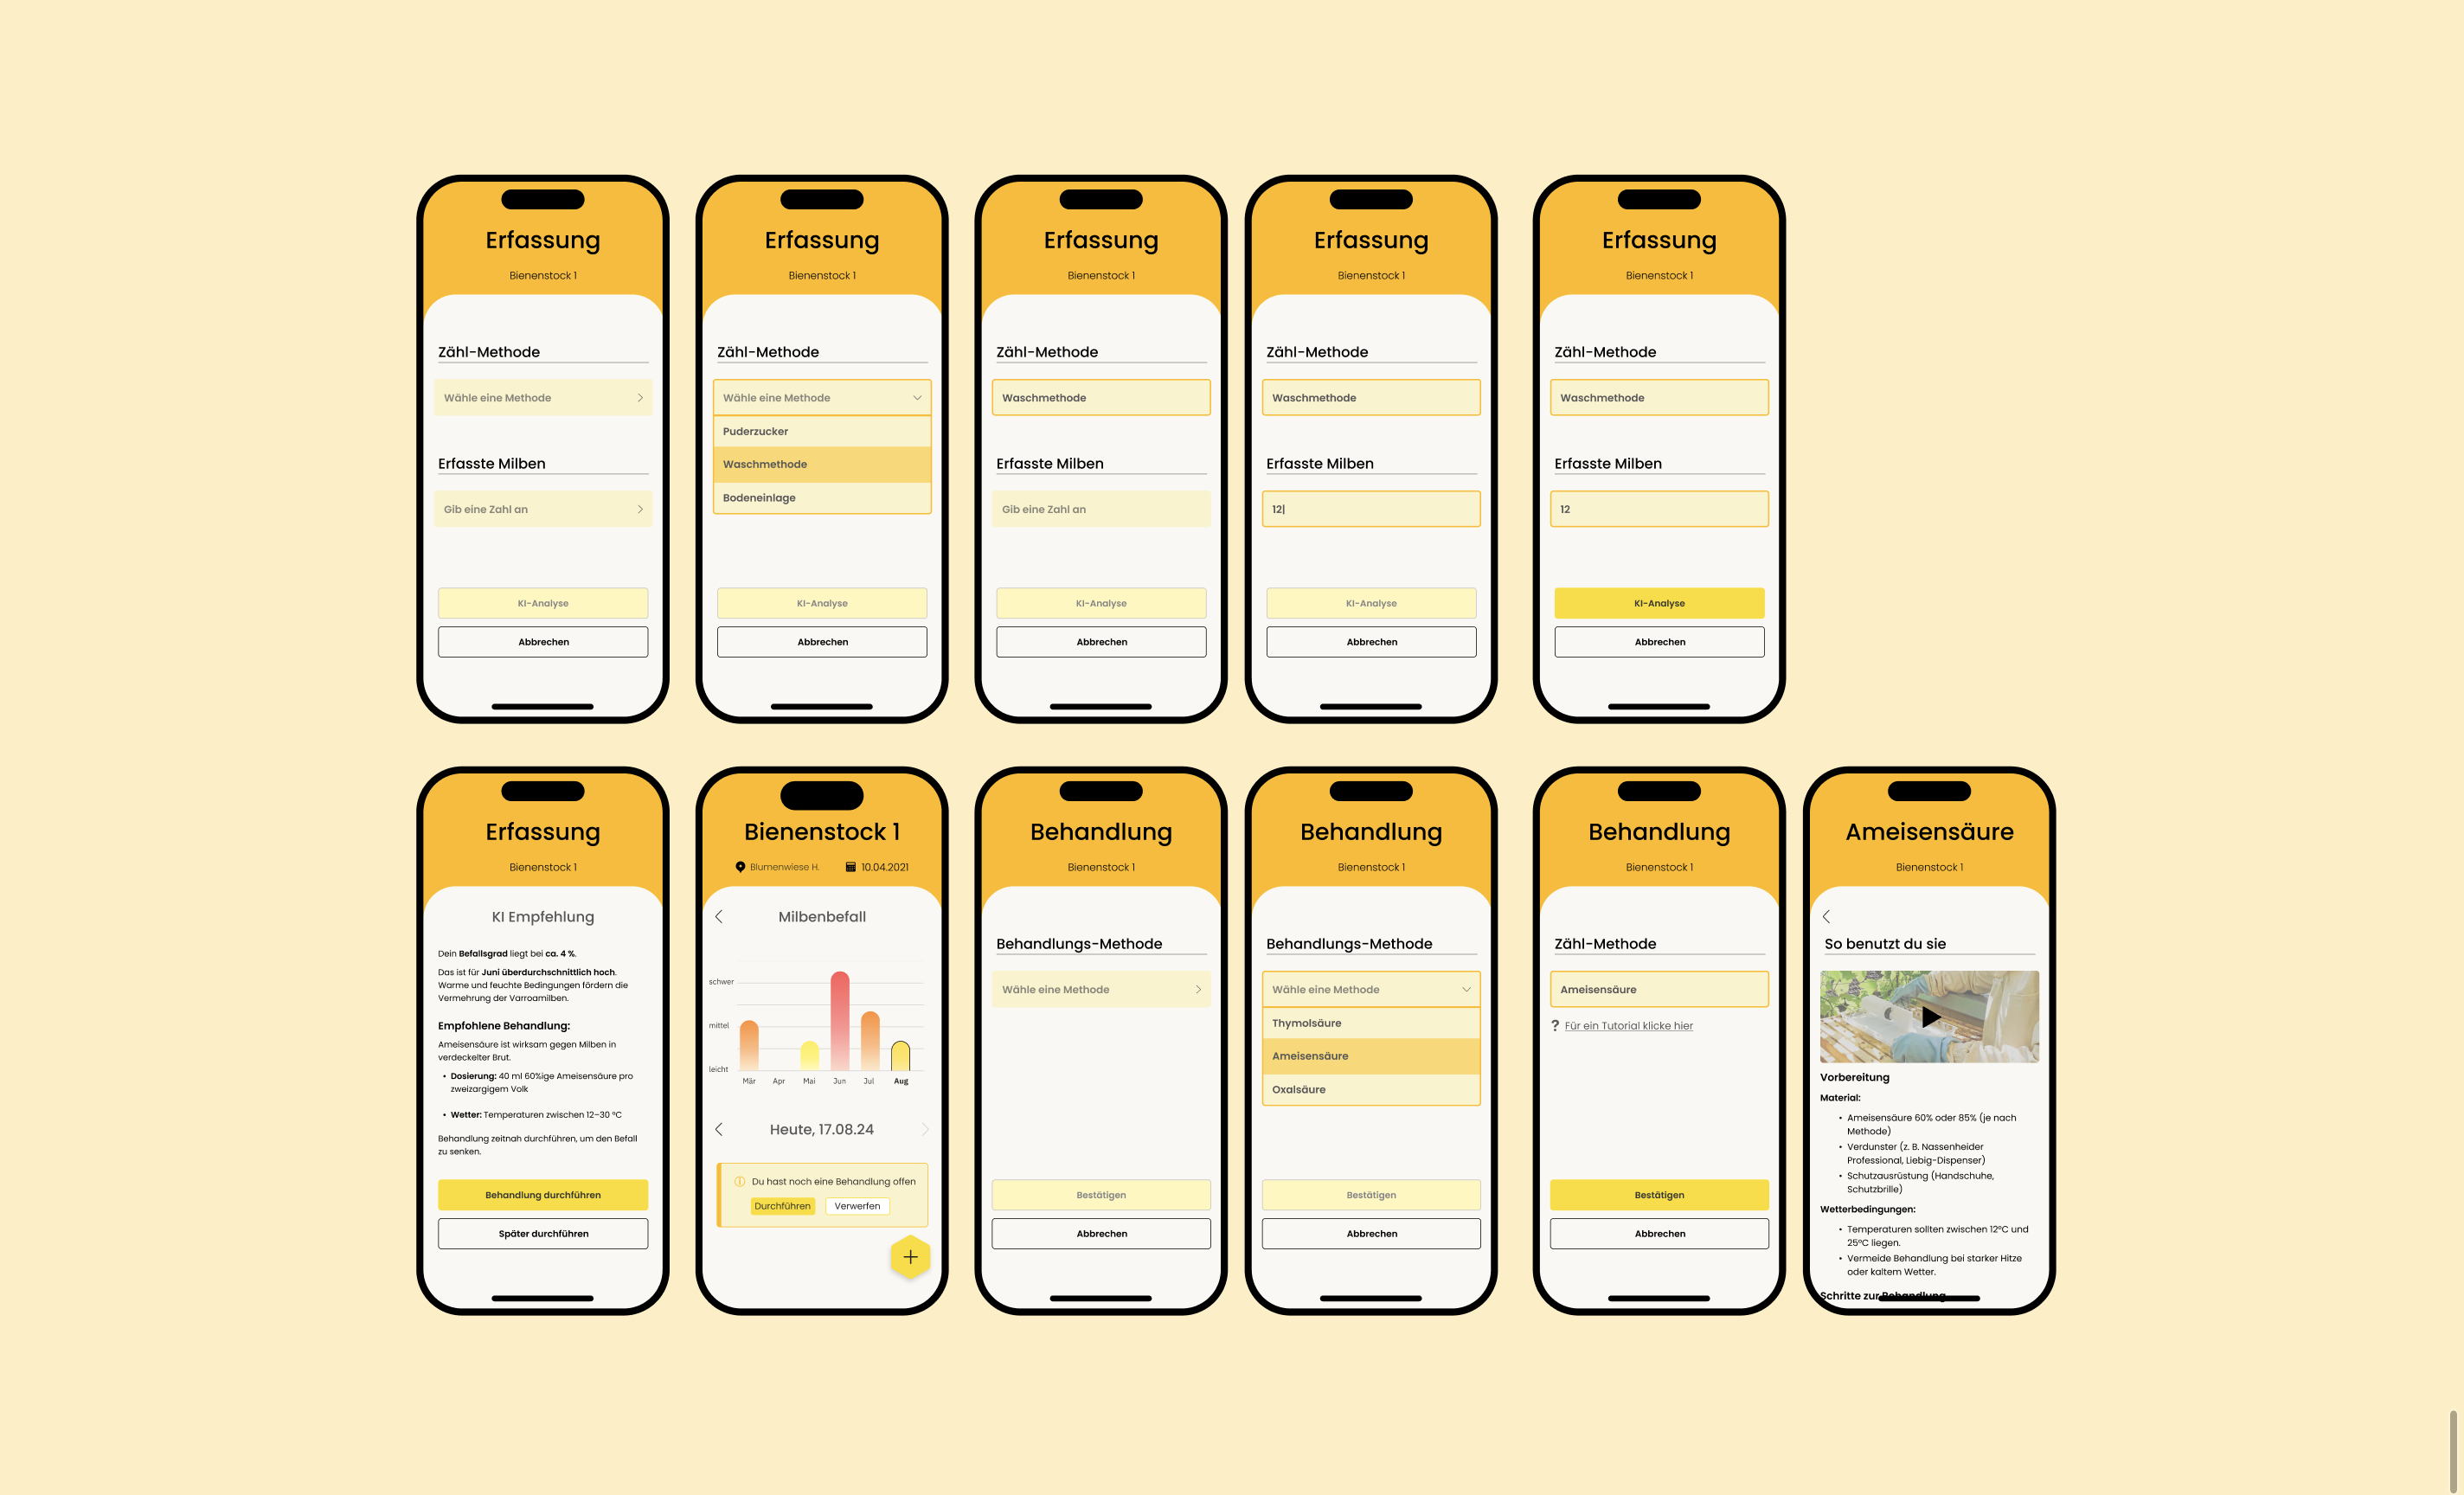 Erfassung
Bienenstock 1
Zähl-Methode
Wähle eine Methode
Erfasste Milben
Gib eine Zahl an
KI-Analyse
Abbrechen
Erfassung
Bienenstock 1
Zähl-Methode
Wähle eine Methode
Puderzucker
Waschmethode
Bodeneinlage
KI-Analyse
Abbrechen
Erfassung
Bienenstock 1
Zähl-Methode
Waschmethode
Erfasste Milben
Gib eine Zahl an
KI-Analyse
Abbrechen
Erfassung
Bienenstock 1
Zähl-Methode
Waschmethode
Erfasste Milben
12|
KI-Analyse
Abbrechen
Erfassung
Bienenstock 1
Zähl-Methode
Waschmethode
Erfasste Milben
12
KI-Analyse
Abbrechen
Erfassung
Bienenstock 1
KI Empfehlung
Dein Befallsgrad liegt bei ca. 4 %.
Das ist für Juni überdurchschnittlich hoch.
Warme und feuchte Bedingungen fördern die
Vermehrung der Varroamilben.
Empfohlene Behandlung:
Ameisensäure ist wirksam gegen Milben in
verdeckelter Brut.
• Dosierung: 40 ml 60%ige Ameisensäure pro
zweizargigem Volk
• Wetter: Temperaturen zwischen 12–30 °C
Behandlung zeitnah durchführen, um den Befall
zu senken.
Behandlung durchführen
Später durchführen
Bienenstock 1
Blumenwiese H. 10.04.2021
Milbenbefall
schwer
mittel
leicht
Mär Apr Mai Jun Jul Aug
Heute, 17.08.24
Du hast noch eine Behandlung offen
Durchführen Verwerfen
Behandlung
Bienenstock 1
Behandlungs-Methode
Wähle eine Methode
Bestätigen
Abbrechen
Behandlung
Bienenstock 1
Behandlungs-Methode
Wähle eine Methode
Thymolsäure
Ameisensäure
Oxalsäure
Bestätigen
Abbrechen
Behandlung
Bienenstock 1
Zähl-Methode
Ameisensäure
? Für ein Tutorial klicke hier
Bestätigen
Abbrechen
Ameisensäure
Bienenstock 1
So benutzt du sie
Vorbereitung
Material:
• Ameisensäure 60% oder 85% (je nach
Methode)
• Verdunster (z. B. Nassenheider
Professional, Liebig-Dispenser)
• Schutzausrüstung (Handschuhe,
Schutzbrille)
Wetterbedingungen:
• Temperaturen sollten zwischen 12°C und
25°C liegen.
• Vermeide Behandlung bei starker Hitze
oder kaltem Wetter.
Schritte zur Behandlung